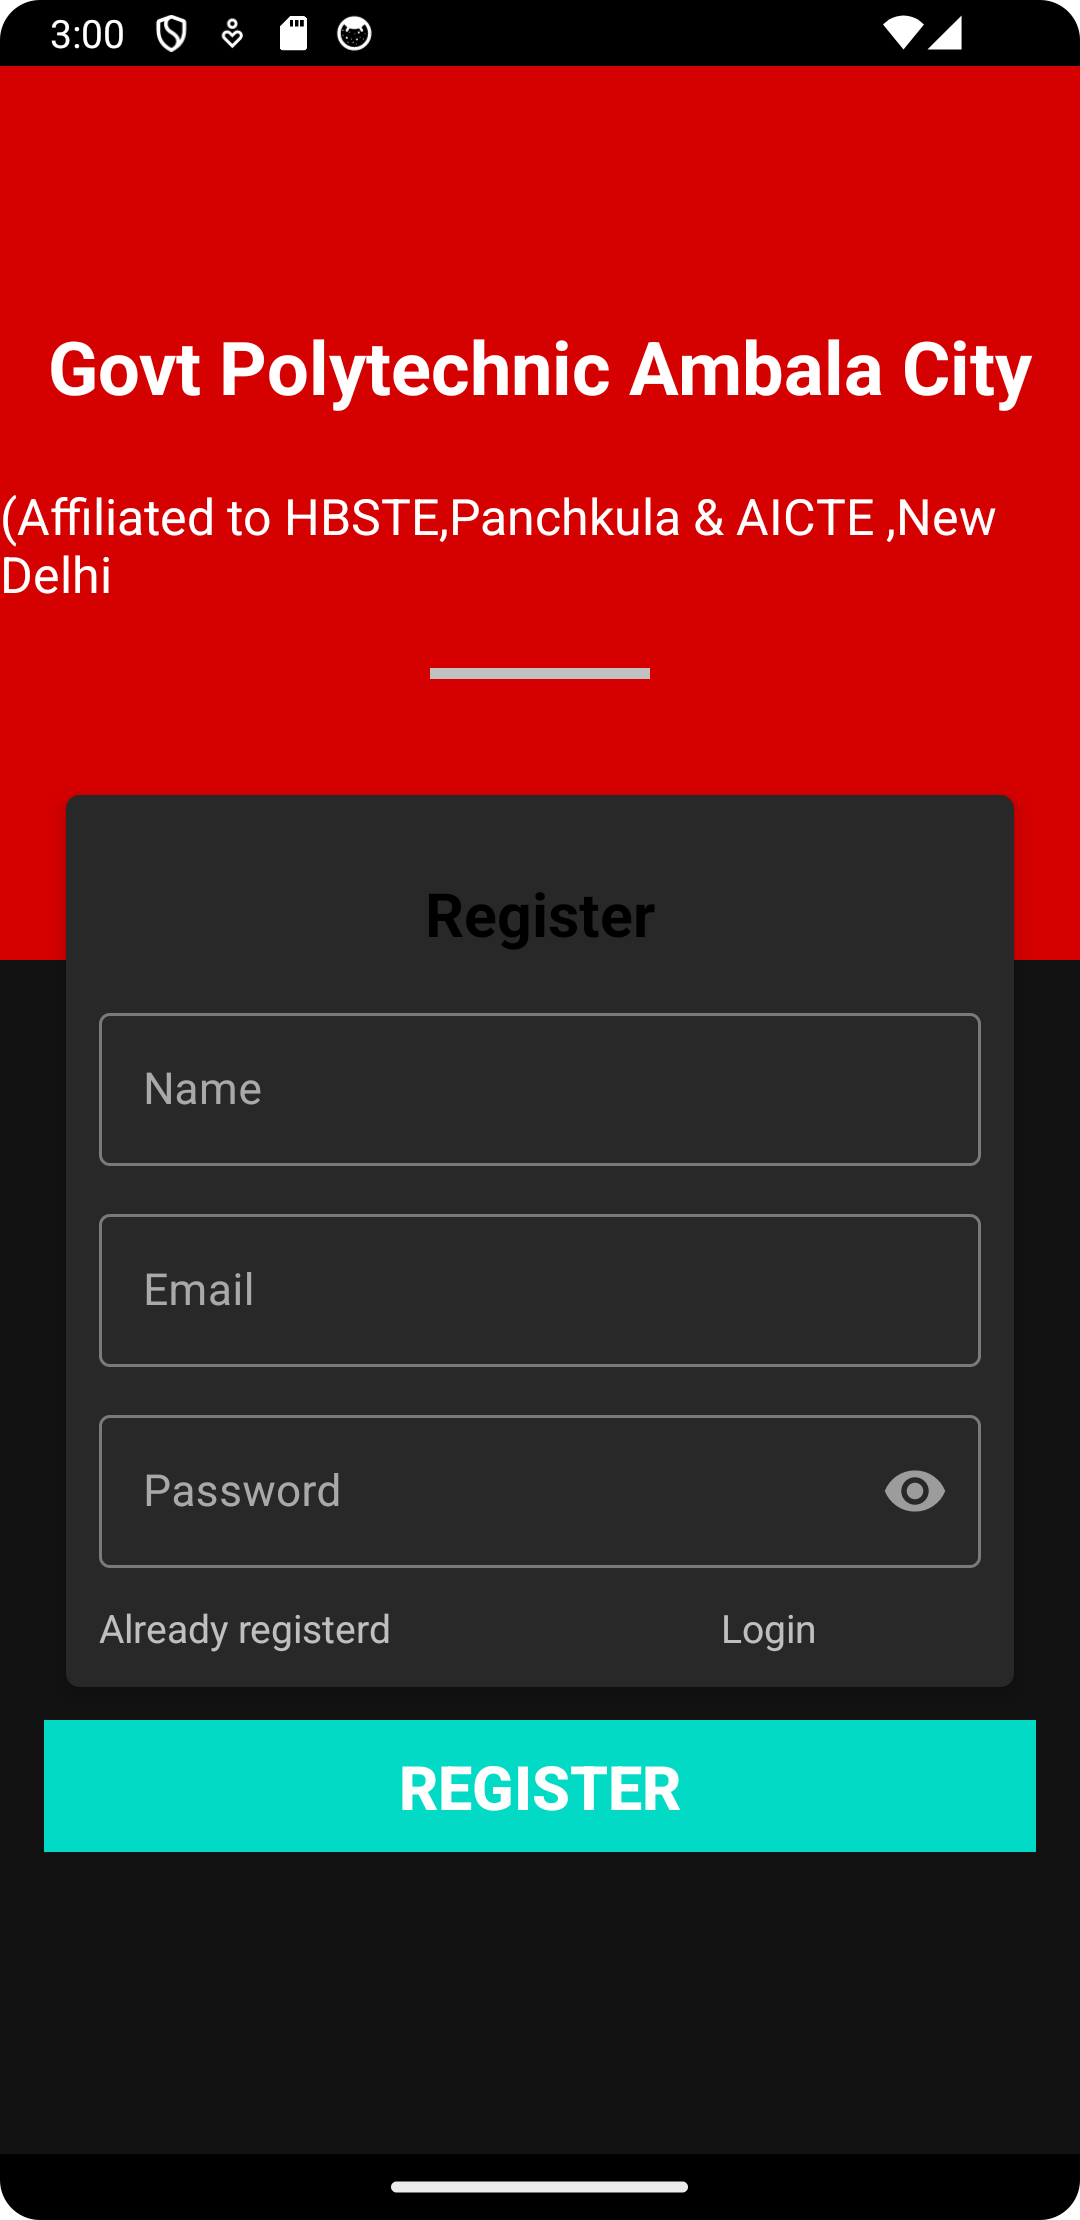 3:00
Govt Polytechnic Ambala City
(Affiliated to HBSTE,Panchkula & AICTE ,New
Delhi
Register
Name
Email
Password
Already registerd
Login
REGISTER